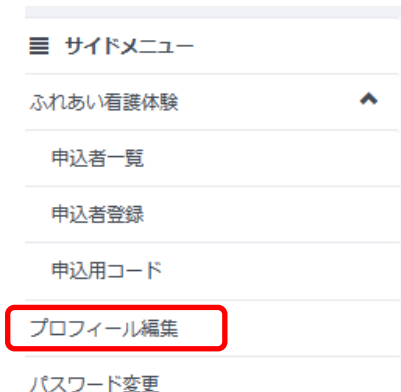 サイドメニュー
ふれあい看護体験
申込者一覧
申込者登録
申込用コード
プロフィール編集
パスワード変更